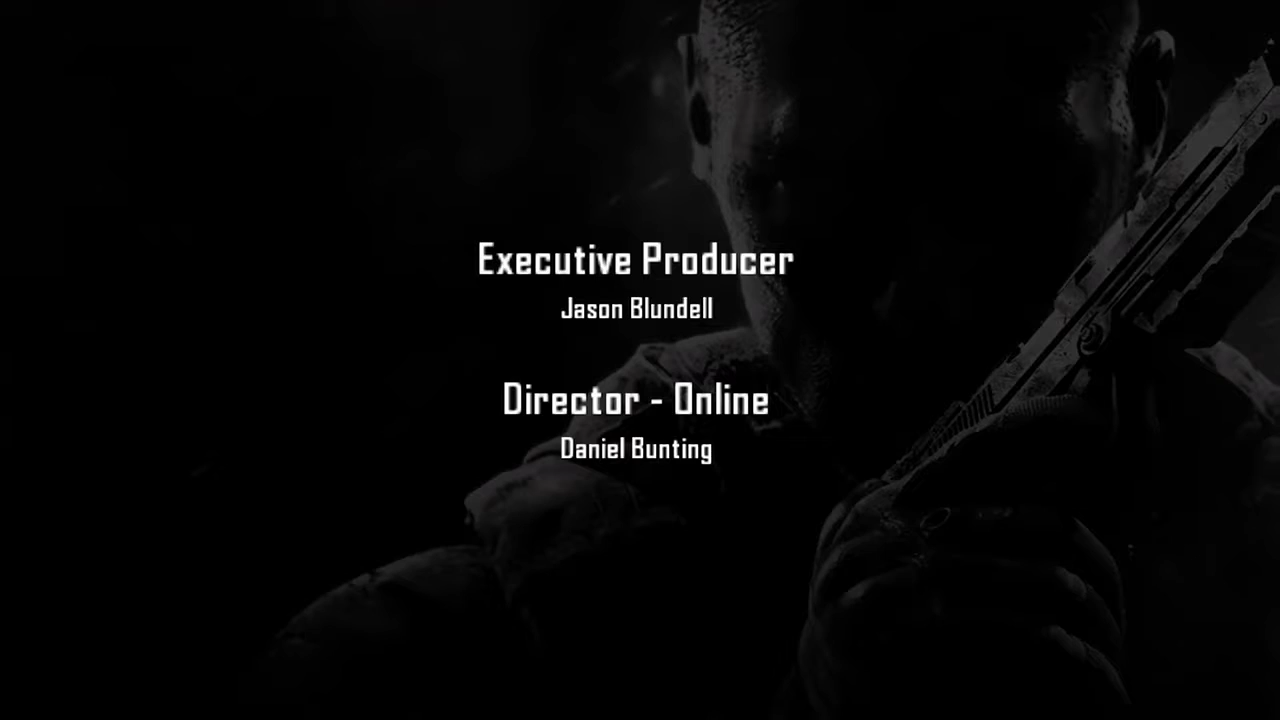 Executive Producer
Jason Blundell
Director - Online
Daniel Bunting